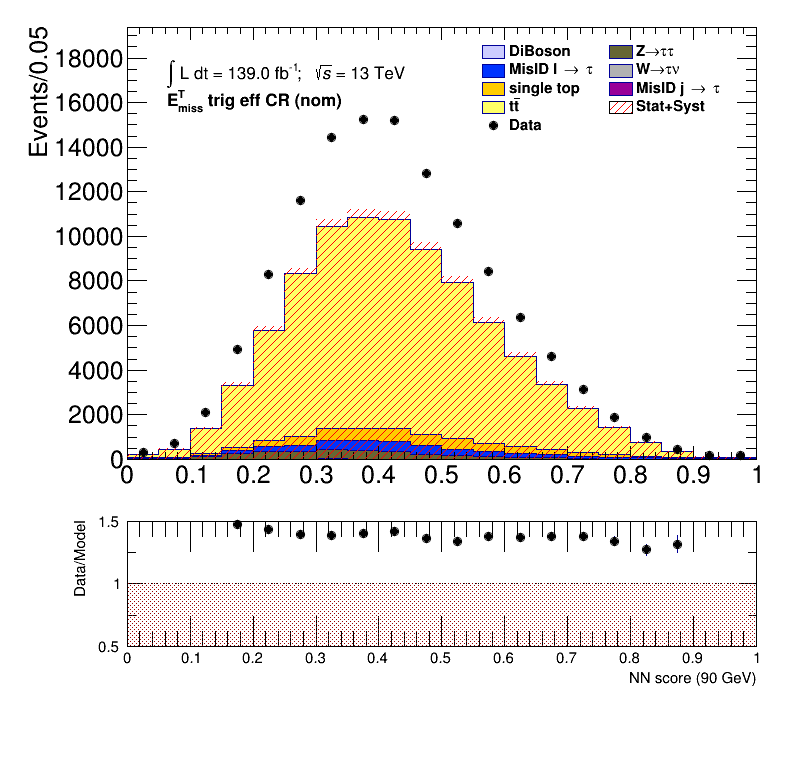 Events/0.05
18000
16000
14000
12000
10000
8000
6000
4000
2000
0
∫ L dt = 139.0 fb⁻¹; √s = 13 TeV
E^T_miss trig eff CR (nom)
DiBoson
MisID l → τ
single top
tt̄
Data
Z→ττ
W→τν
MisID j → τ
Stat+Syst
0 0.1 0.2 0.3 0.4 0.5 0.6 0.7 0.8 0.9 1
Data/Model
1.5
1
0.5
0 0.1 0.2 0.3 0.4 0.5 0.6 0.7 0.8 0.9 1
NN score (90 GeV)